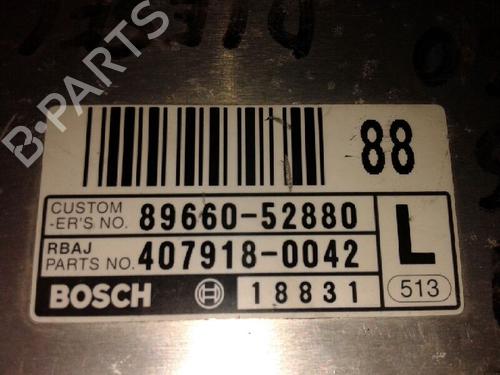 B-PARTS
88
CUSTOM
-ER'S NO. 89660-52880
RBAJ
PARTS NO. 407918-0042
L
BOSCH 18831
513